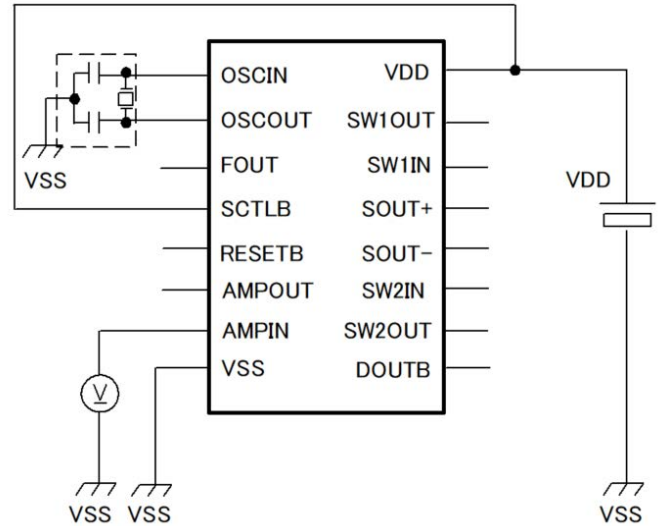 OSCIN
VDD
OSCOUT
SW1OUT
FOUT
SW1IN
VSS
VDD
SCTLB
SOUT+
RESETB
SOUT-
AMPOUT
SW2IN
AMPIN
SW2OUT
VSS
DOUTB
V
VSS
VSS
VSS